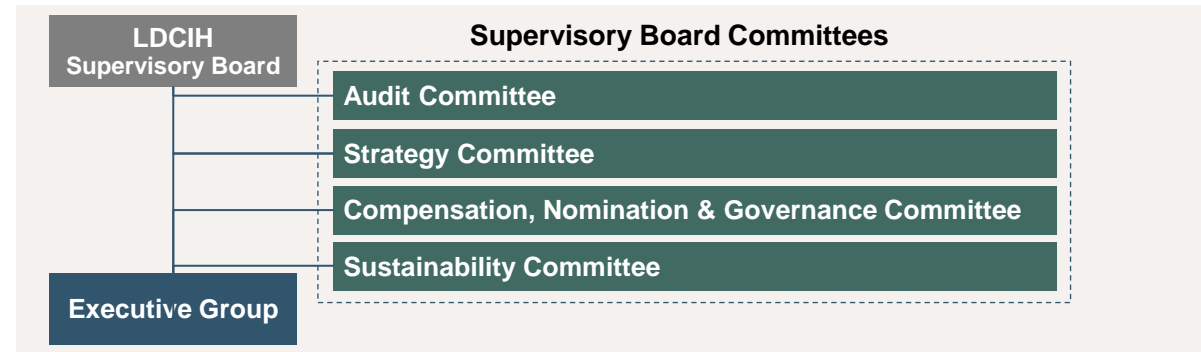 LDCIH
Supervisory Board
Supervisory Board Committees
Audit Committee
Strategy Committee
Compensation, Nomination & Governance Committee
Sustainability Committee
Executive Group